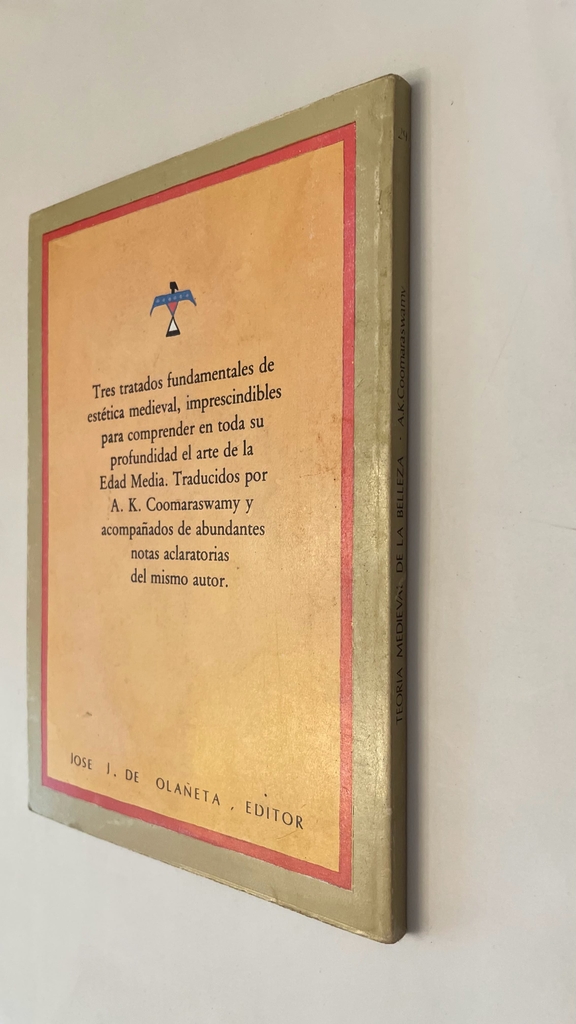 Tres tratados fundamentales de
estética medieval, imprescindibles
para comprender en toda su
profundidad el arte de la
Edad Media. Traducidos por
A. K. Coomaraswamy y
acompañados de abundantes
notas aclaratorias
del mismo autor.
JOSE J. DE OLAÑETA, EDITOR
TEORIA MEDIEVAL DE LA BELLEZA · A.K.Coomaraswamy